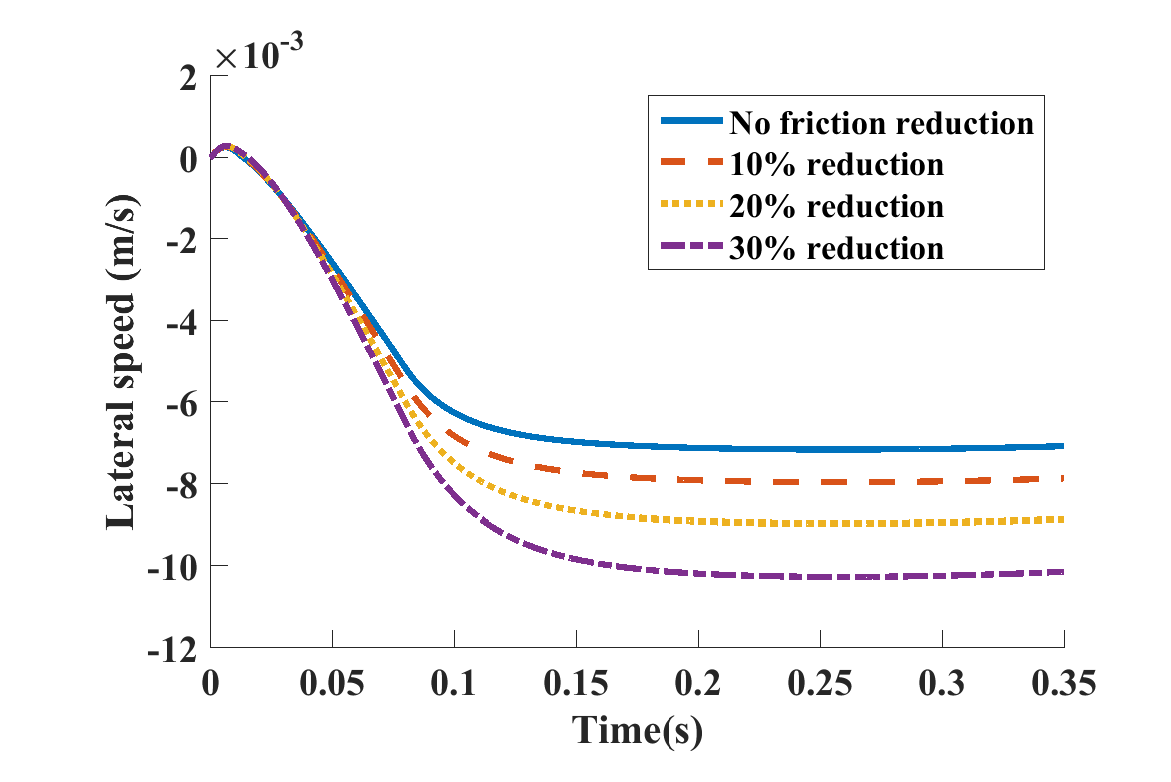 ×10-3
2
0
-2
-4
-6
-8
-10
-12
Lateral speed (m/s)
No friction reduction
10% reduction
20% reduction
30% reduction
0 0.05 0.1 0.15 0.2 0.25 0.3 0.35
Time(s)